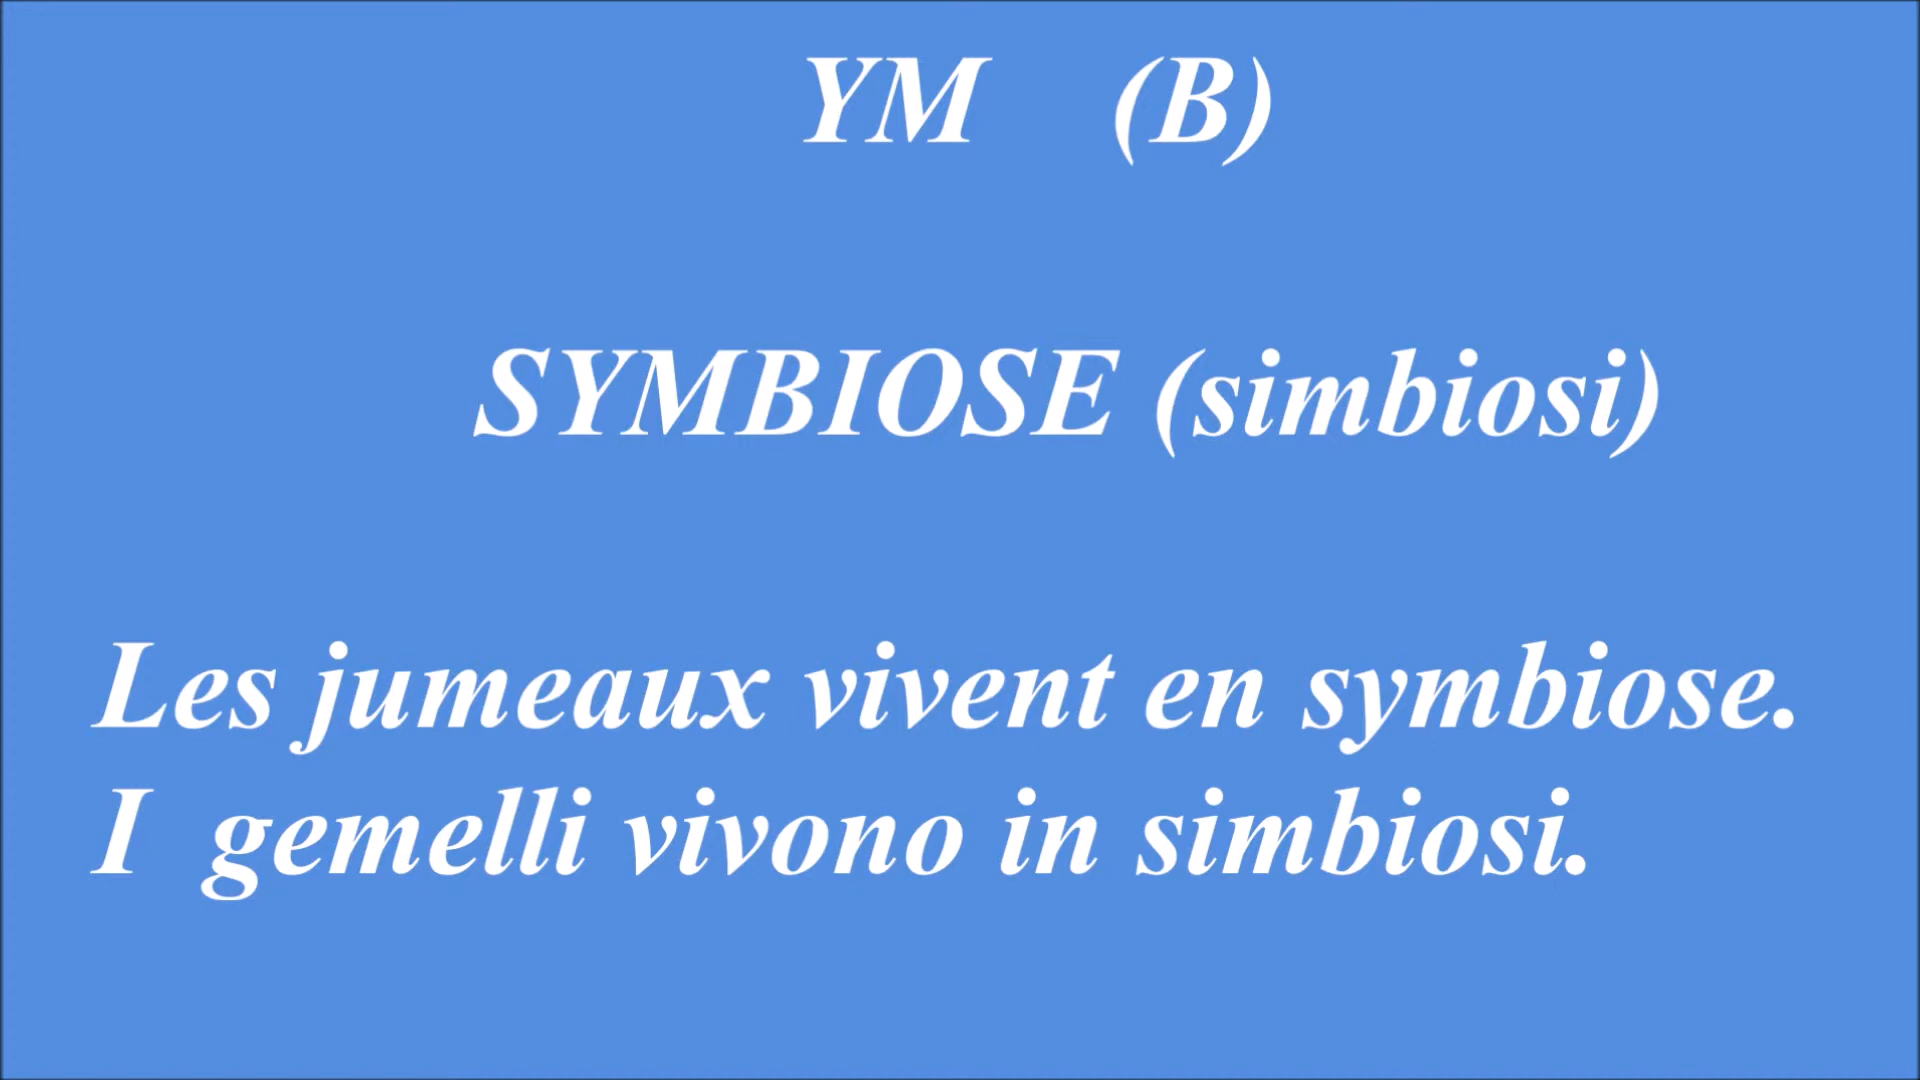 YM (B)
SYMBIOSE (simbiosi)
Les jumeaux vivent en symbiose.
I gemelli vivono in simbiosi.